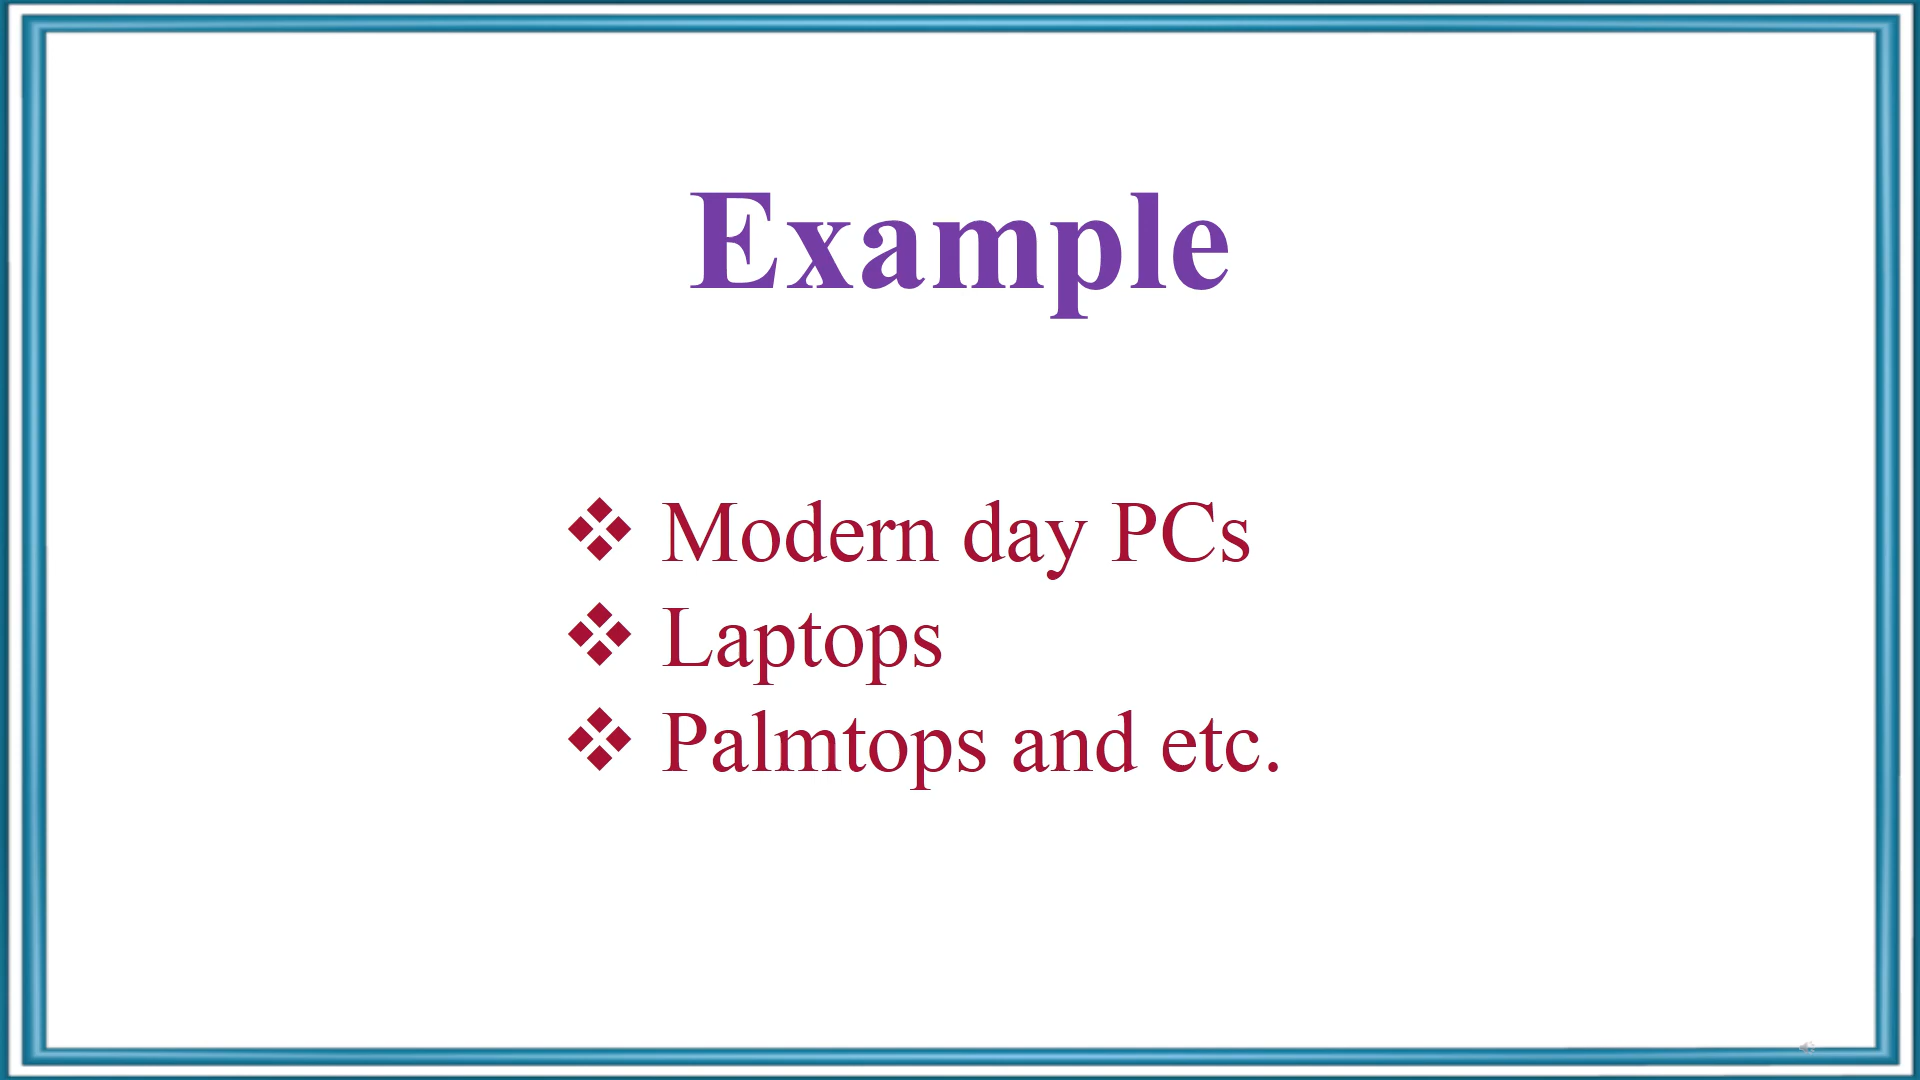 Example
❖ Modern day PCs
❖ Laptops
❖ Palmtops and etc.